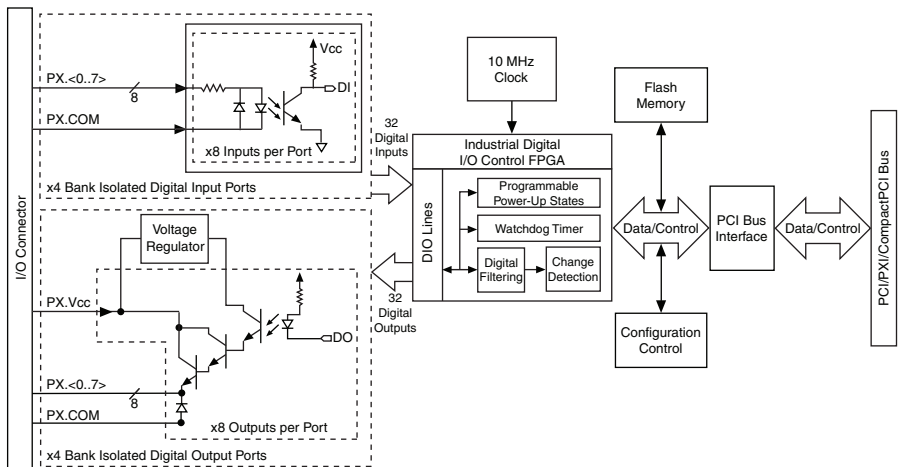 I/O Connector
PX.<0..7>
8
PX.COM
Vcc
DI
x8 Inputs per Port
x4 Bank Isolated Digital Input Ports
32
Digital
Inputs
Voltage
Regulator
PX.Vcc
DO
PX.<0..7>
8
PX.COM
x8 Outputs per Port
x4 Bank Isolated Digital Output Ports
32
Digital
Outputs
10 MHz
Clock
Industrial Digital
I/O Control FPGA
DIO Lines
Programmable
Power-Up States
Watchdog Timer
Digital
Filtering
Change
Detection
Flash
Memory
Data/Control
Configuration
Control
PCI Bus
Interface
Data/Control
PCI/PXI/CompactPCI Bus